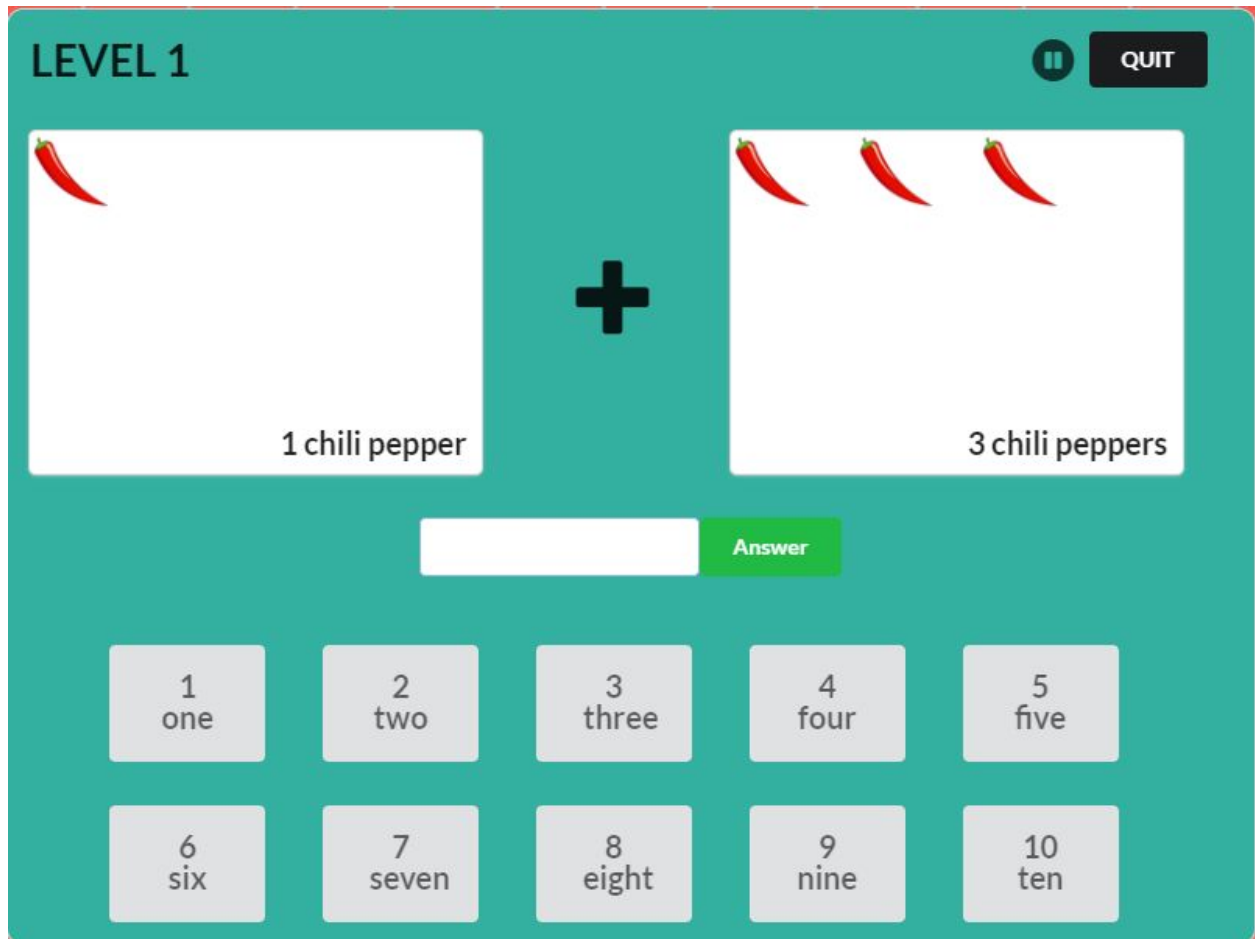 LEVEL 1
QUIT
1 chili pepper
3 chili peppers
Answer
1
one
2
two
3
three
4
four
5
five
6
six
7
seven
8
eight
9
nine
10
ten